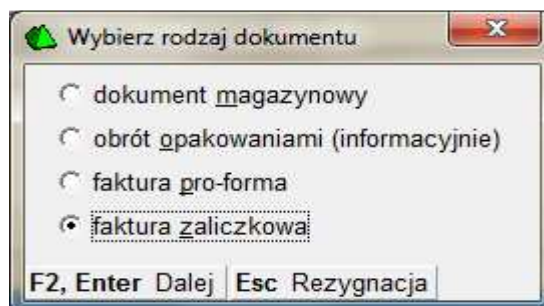 Wybierz rodzaj dokumentu
dokument magazynowy
obrót opakowaniami (informacyjnie)
faktura pro-forma
faktura zaliczkowa
F2, Enter Dalej Esc Rezygnacja